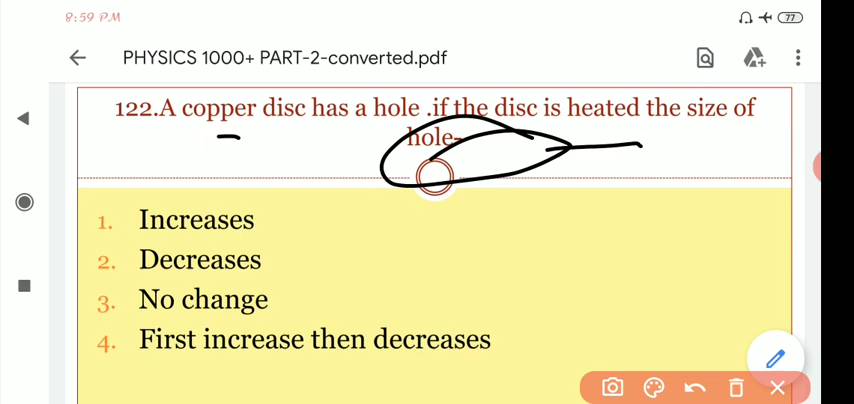 8:59 PM
77
PHYSICS 1000+ PART-2-converted.pdf
122.A copper disc has a hole .if the disc is heated the size of
hole-
1. Increases
2. Decreases
3. No change
4. First increase then decreases